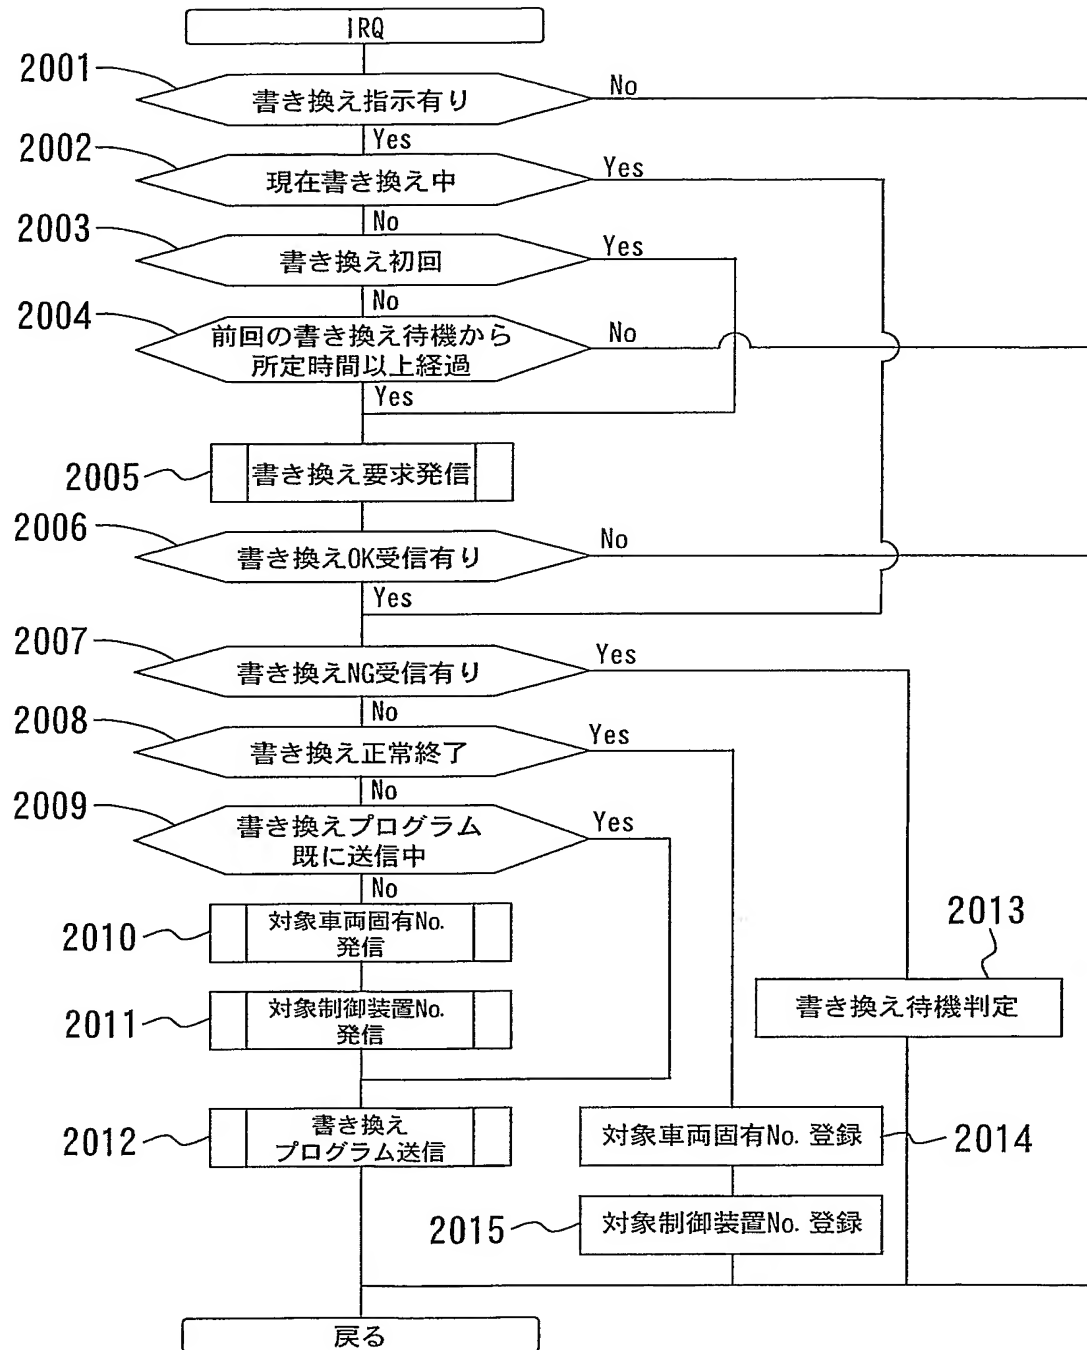 IRQ
2001
書き換え指示有り
No
Yes
2002
現在書き換え中
Yes
No
2003
書き換え初回
Yes
No
2004
前回の書き換え待機から
所定時間以上経過
No
Yes
2005
書き換え要求発信
2006
書き換えOK受信有り
No
Yes
2007
書き換えNG受信有り
Yes
No
2008
書き換え正常終了
Yes
No
2009
書き換えプログラム
既に送信中
Yes
No
2010
対象車両固有No.
発信
2011
対象制御装置No.
発信
2012
書き換え
プログラム送信
2013
書き換え待機判定
対象車両固有No. 登録
2014
2015
対象制御装置No. 登録
戻る